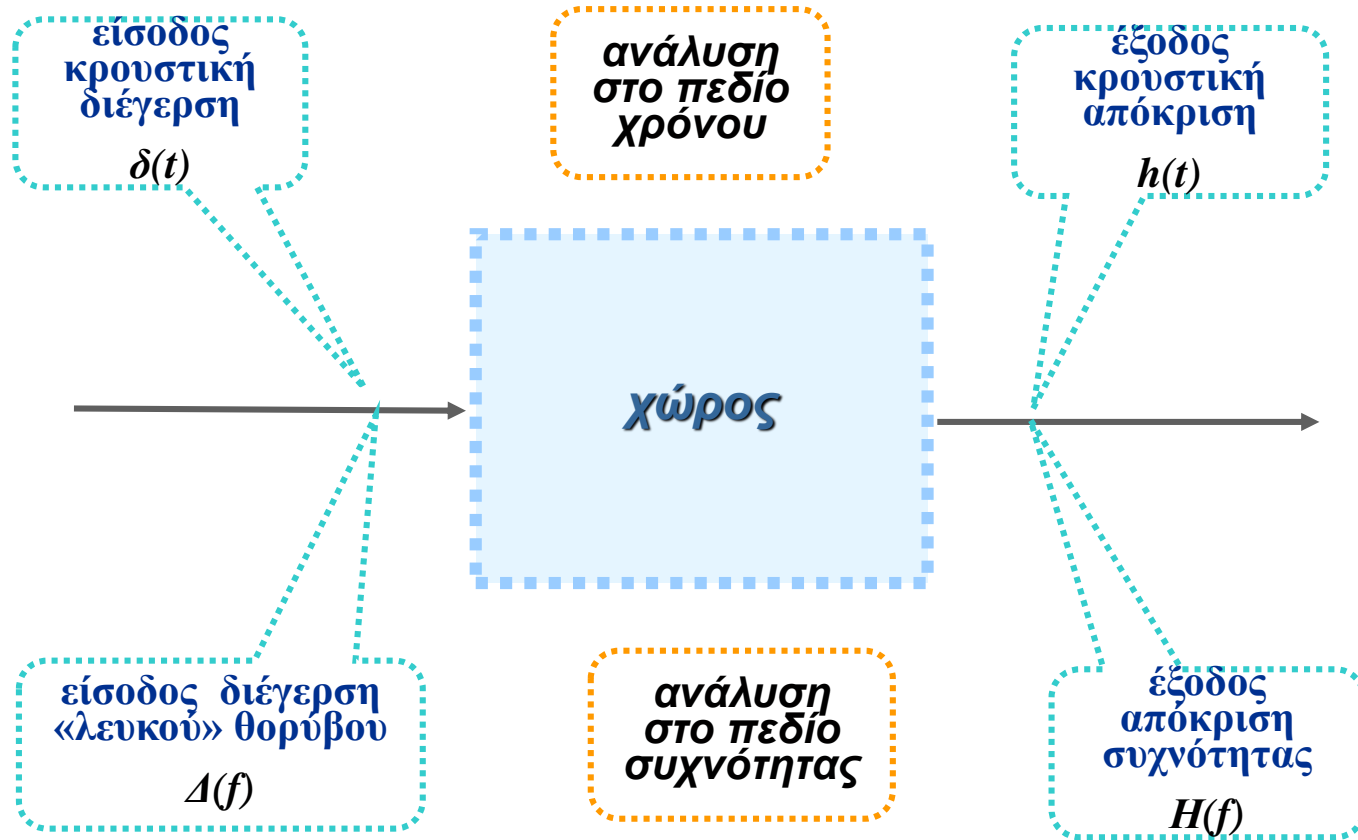 είσοδος
κρουστική
διέγερση
δ(t)
ανάλυση
στο πεδίο
χρόνου
έξοδος
κρουστική
απόκριση
h(t)
χώρος
είσοδος διέγερση
«λευκού» θορύβου
Δ(f)
ανάλυση
στο πεδίο
συχνότητας
έξοδος
απόκριση
συχνότητας
H(f)